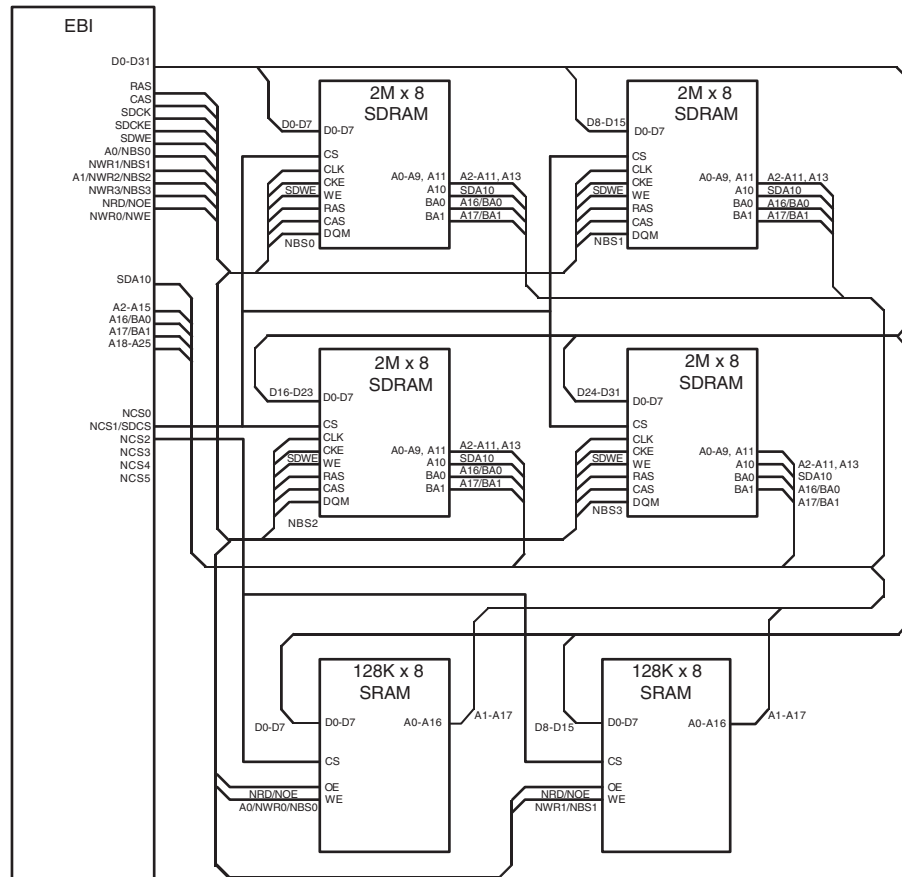 EBI
D0-D31
RAS
CAS
SDCK
SDCKE
SDWE
A0/NBS0
NWR1/NBS1
A1/NWR2/NBS2
NWR3/NBS3
NRD/NOE
NWR0/NWE
SDA10
A2-A15
A16/BA0
A17/BA1
A18-A25
NCS0
NCS1/SDCS
NCS2
NCS3
NCS4
NCS5
2M x 8
SDRAM
D0-D7
D0-D7
CS
CLK
CKE
SDWE
WE
RAS
CAS
DQM
NBS0
A0-A9, A11
A10
BA0
BA1
A2-A11, A13
SDA10
A16/BA0
A17/BA1
2M x 8
SDRAM
D8-D15
D0-D7
CS
CLK
CKE
SDWE
WE
RAS
CAS
DQM
NBS1
A0-A9, A11
A10
BA0
BA1
A2-A11, A13
SDA10
A16/BA0
A17/BA1
2M x 8
SDRAM
D16-D23
D0-D7
CS
CLK
CKE
SDWE
WE
RAS
CAS
DQM
NBS2
A0-A9, A11
A10
BA0
BA1
A2-A11, A13
SDA10
A16/BA0
A17/BA1
2M x 8
SDRAM
D24-D31
D0-D7
CS
CLK
CKE
SDWE
WE
RAS
CAS
DQM
NBS3
A0-A9, A11
A10
BA0
BA1
A2-A11, A13
SDA10
A16/BA0
A17/BA1
128K x 8
SRAM
D0-D7
D0-D7
CS
OE
WE
NRD/NOE
A0/NWR0/NBS0
A0-A16
A1-A17
128K x 8
SRAM
D8-D15
D0-D7
CS
OE
WE
NRD/NOE
NWR1/NBS1
A0-A16
A1-A17